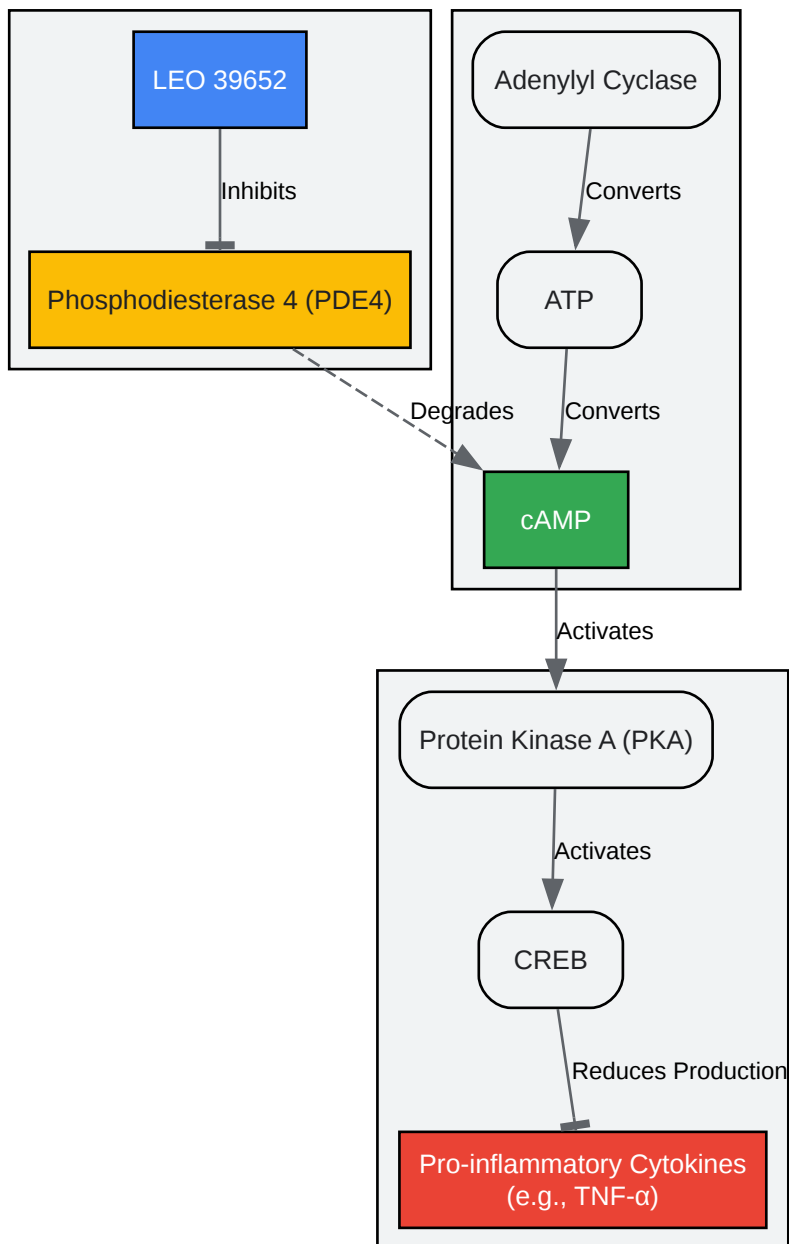 LEO 39652
Adenylyl Cyclase
Inhibits
Converts
Phosphodiesterase 4 (PDE4)
ATP
Degrades
Converts
cAMP
Activates
Protein Kinase A (PKA)
Activates
CREB
Reduces Production
Pro-inflammatory Cytokines
(e.g., TNF-α)